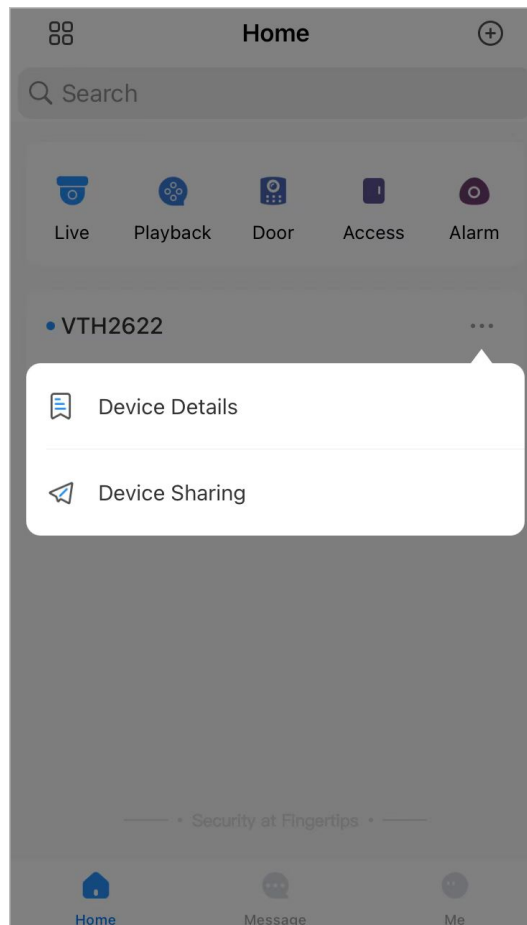 Home
Search
Live Playback Door Access Alarm
VTH2622
Device Details
Device Sharing
Security at Fingertips
Home Message Me